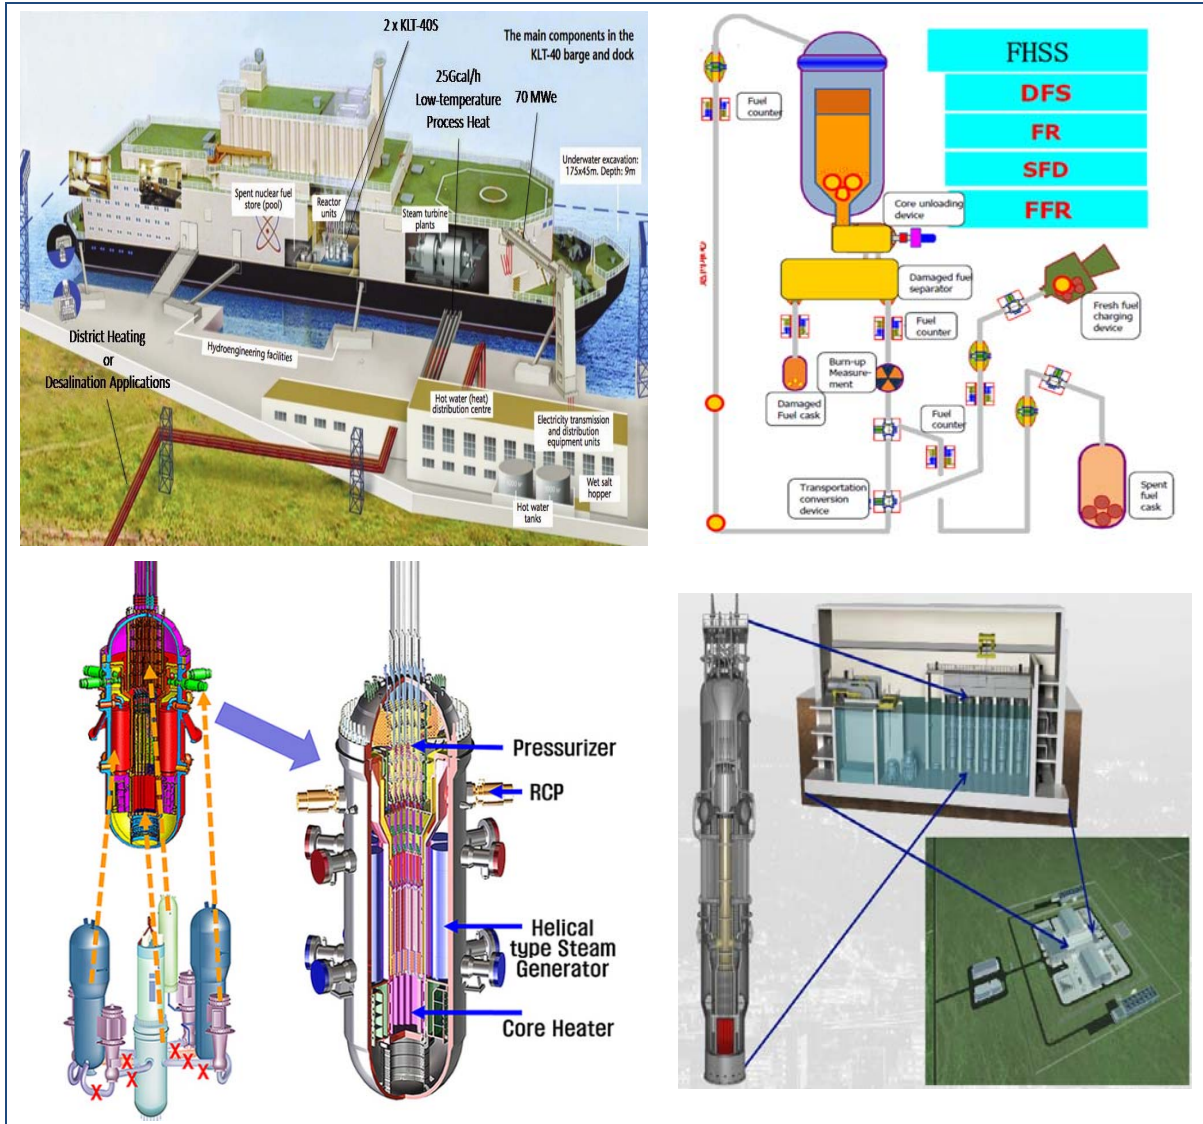 2 x KLT-40S
The main components in the
KLT-40 barge and dock
25Gcal/h
Low-temperature
Process Heat
70 MWe
Underwater excavation:
175x45m. Depth: 9m
Spent nuclear fuel
store (pool)
Reactor
units
Steam turbine
plants
Hydroengineering facilities
District Heating
or
Desalination Applications
Hot water (heat)
distribution centre
Electricity transmission
and distribution
equipment units
Wet salt
hopper
Hot water
tanks
FHSS
DFS
FR
SFD
FFR
Fuel
counter
Core unloading
device
Damaged fuel
separator
Fuel
counter
Fresh fuel
charging
device
Burn-up
Measure-
ment
Damaged
Fuel cask
Fuel
counter
Transportation
conversion
device
Spent
fuel
cask
Pressurizer
RCP
Helical
type Steam
Generator
Core Heater
X
X
X
X
X
X